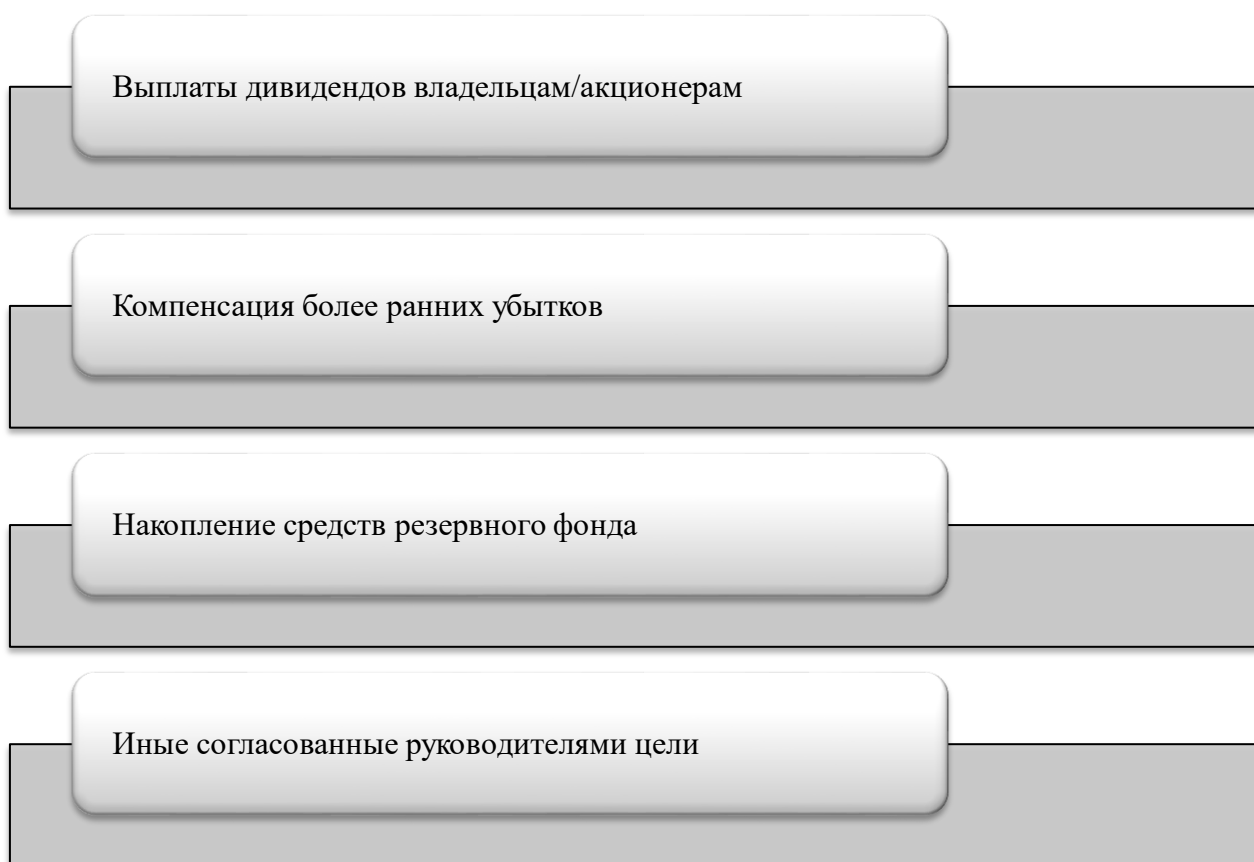 Выплаты дивидендов владельцам/акционерам
Компенсация более ранних убытков
Накопление средств резервного фонда
Иные согласованные руководителями цели